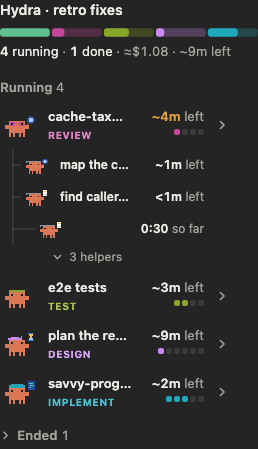 Hydra · retro fixes
4 running · 1 done · ≈$1.08 · ~9m left
Running 4
cache-tax... ~4m left
REVIEW
map the c... ~1m left
find caller... <1m left
0:30 so far
3 helpers
e2e tests ~3m left
TEST
plan the re... ~9m left
DESIGN
savvy-prog... ~2m left
IMPLEMENT
Ended 1